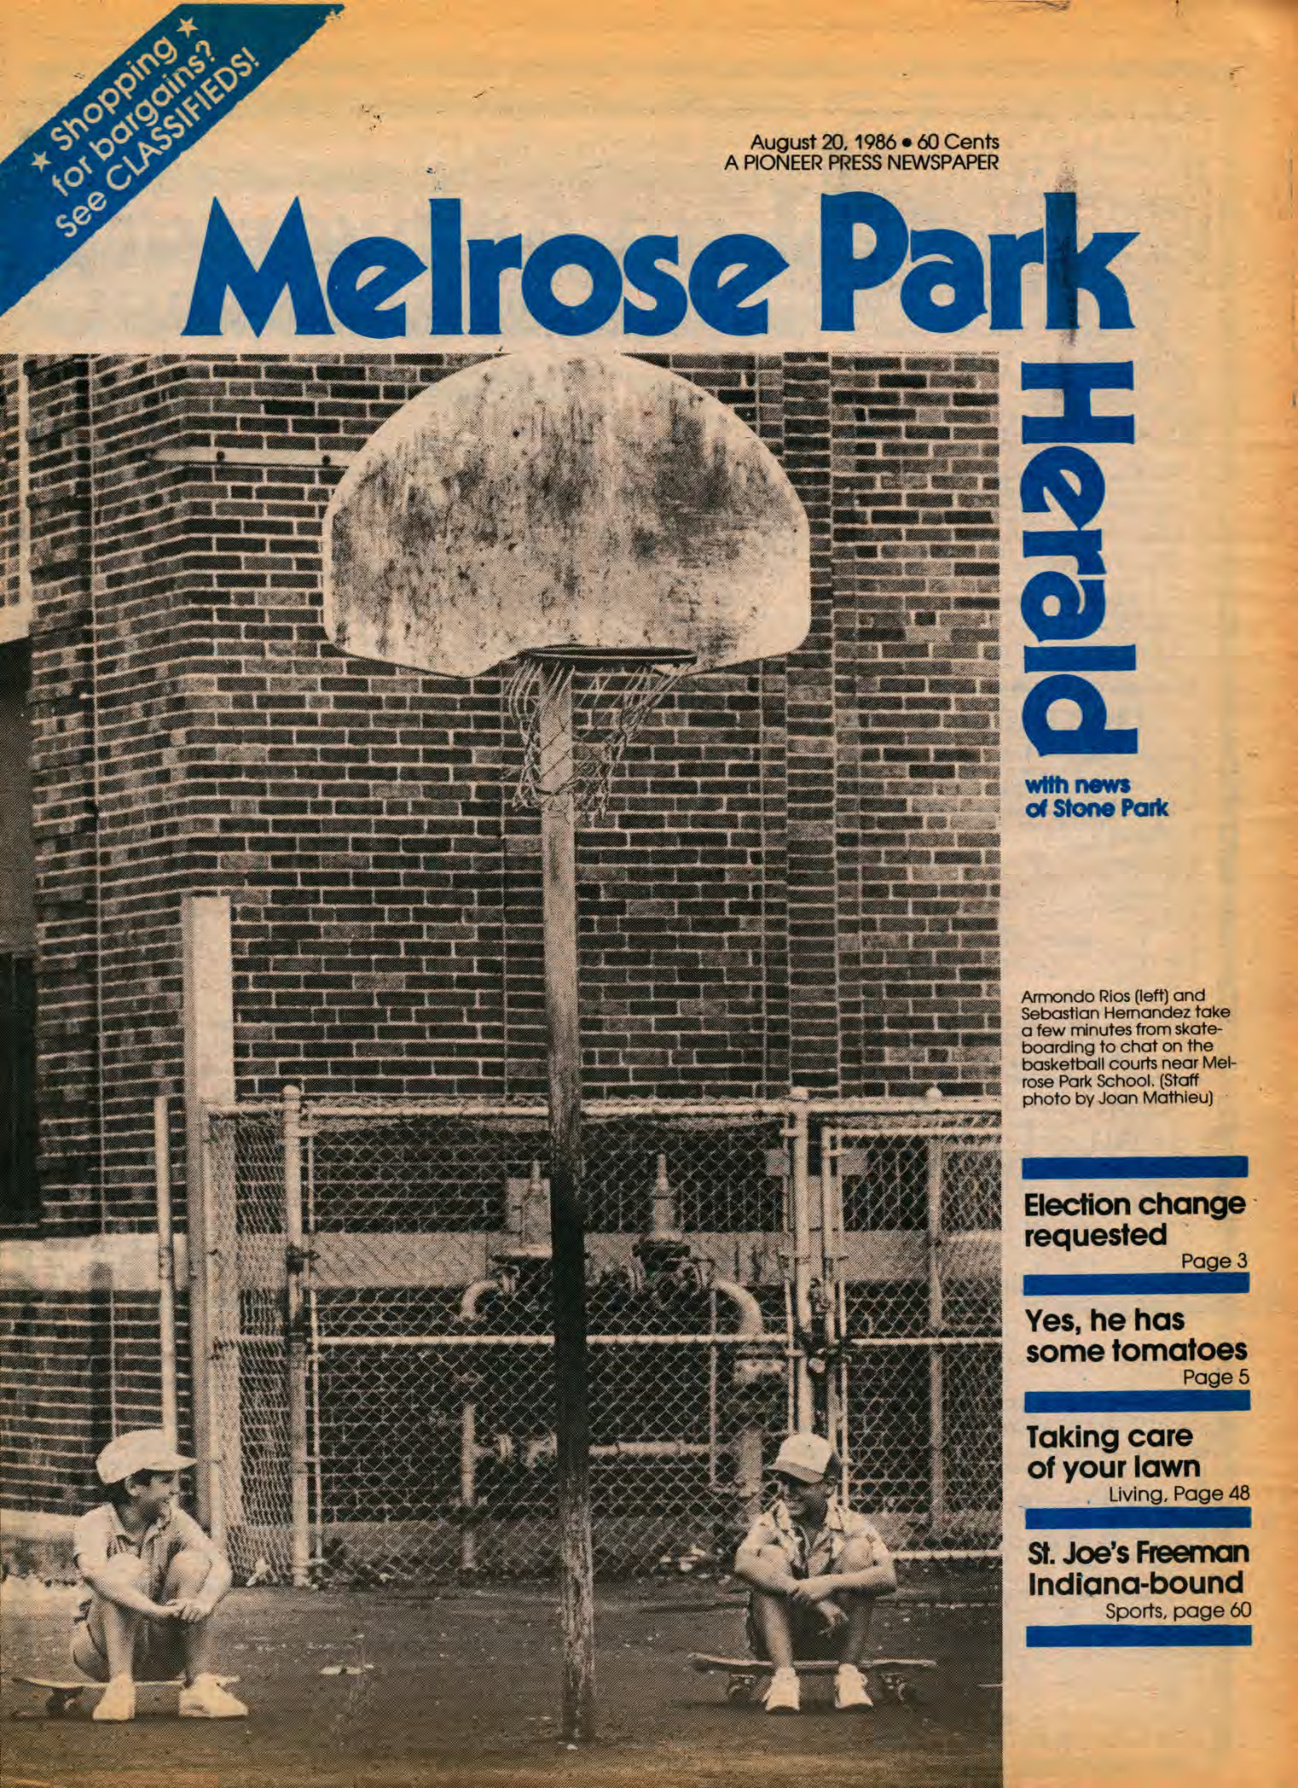 ★ Shopping ★
for bargains?
See CLASSIFIEDS!
August 20, 1986 • 60 Cents
A PIONEER PRESS NEWSPAPER
Melrose Park
Herald
with news
of Stone Park
Armondo Rios (left) and
Sebastian Hernandez take
a few minutes from skate-
boarding to chat on the
basketball courts near Mel-
rose Park School. (Staff
photo by Joan Mathieu)
Election change
requested
Page 3
Yes, he has
some tomatoes
Page 5
Taking care
of your lawn
Living, Page 48
St. Joe's Freeman
Indiana-bound
Sports, page 60